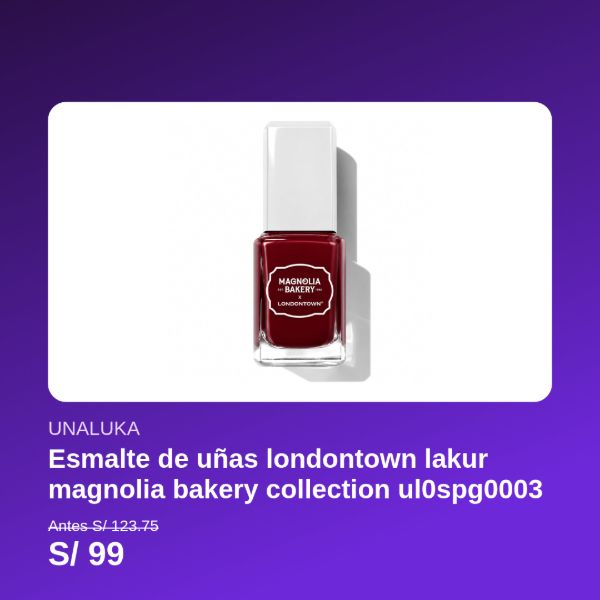 MAGNOLIA
BAKERY
X
LONDONTOWN
UNALUKA
Esmalte de uñas londontown lakur
magnolia bakery collection ul0spg0003
Antes S/ 123.75
S/ 99